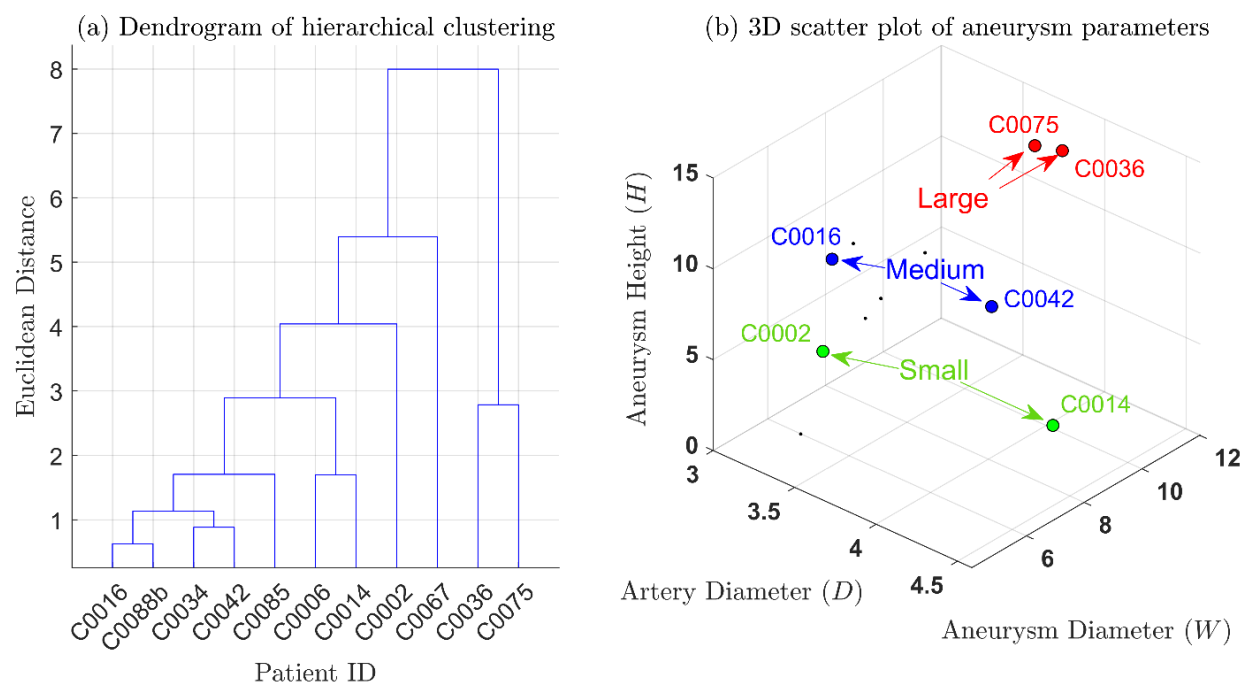 (a) Dendrogram of hierarchical clustering
8
7
6
5
4
3
2
1
Euclidean Distance
C0016
C0088b
C0034
C0042
C0085
C0006
C0014
C0002
C0067
C0036
C0075
Patient ID
(b) 3D scatter plot of aneurysm parameters
15
10
5
0
Aneurysm Height (H)
C0075
C0036
Large
C0016
Medium
C0042
C0002
Small
C0014
3
3.5
4
4.5
Artery Diameter (D)
6
8
10
12
Aneurysm Diameter (W)